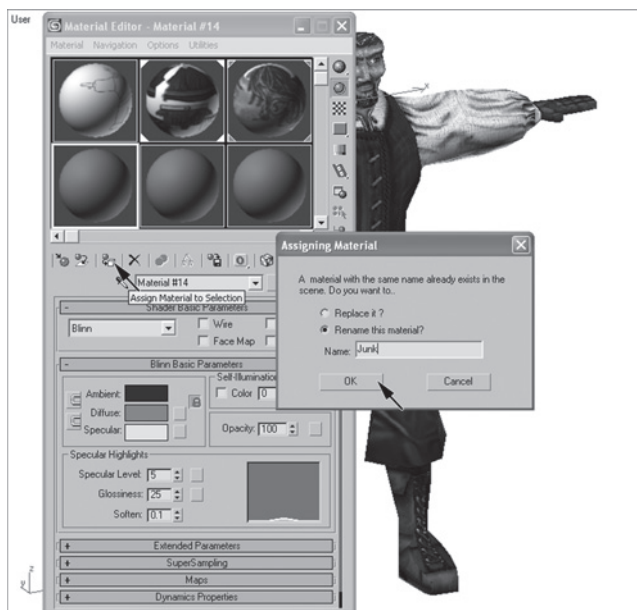 User
Material Editor - Material #14
Material Navigation Options Utilities
Material #14
Assign Material to Selection
Shader Basic Parameters
Blinn
Wire
Face Map
Blinn Basic Parameters
Self-Illumination
Ambient:
Color 0
Diffuse:
Specular:
Opacity: 100
Specular Highlights
Specular Level: 5
Glossiness: 25
Soften: 0.1
Extended Parameters
SuperSampling
Maps
Dynamics Properties
Assigning Material
A material with the same name already exists in the
scene. Do you want to..
Replace it ?
Rename this material?
Name: Junk
OK Cancel
x
z